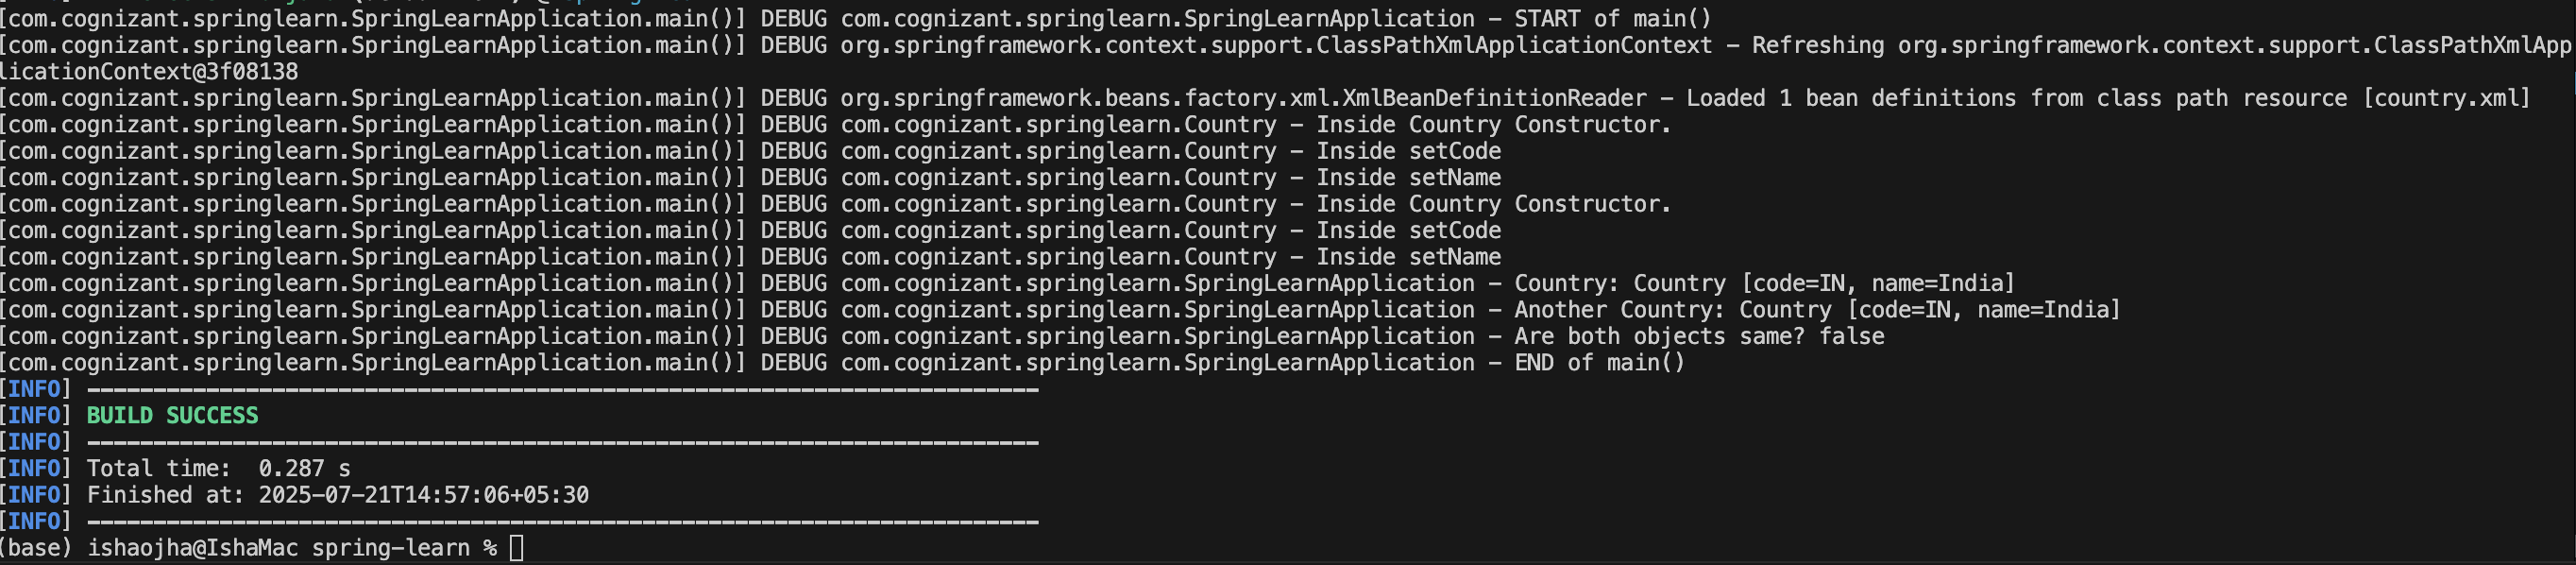 [com.cognizant.springlearn.SpringLearnApplication.main()] DEBUG com.cognizant.springlearn.SpringLearnApplication – START of main()
[com.cognizant.springlearn.SpringLearnApplication.main()] DEBUG org.springframework.context.support.ClassPathXmlApplicationContext – Refreshing org.springframework.context.support.ClassPathXmlApp
licationContext@3f08138
[com.cognizant.springlearn.SpringLearnApplication.main()] DEBUG org.springframework.beans.factory.xml.XmlBeanDefinitionReader – Loaded 1 bean definitions from class path resource [country.xml]
[com.cognizant.springlearn.SpringLearnApplication.main()] DEBUG com.cognizant.springlearn.Country – Inside Country Constructor.
[com.cognizant.springlearn.SpringLearnApplication.main()] DEBUG com.cognizant.springlearn.Country – Inside setCode
[com.cognizant.springlearn.SpringLearnApplication.main()] DEBUG com.cognizant.springlearn.Country – Inside setName
[com.cognizant.springlearn.SpringLearnApplication.main()] DEBUG com.cognizant.springlearn.Country – Inside Country Constructor.
[com.cognizant.springlearn.SpringLearnApplication.main()] DEBUG com.cognizant.springlearn.Country – Inside setCode
[com.cognizant.springlearn.SpringLearnApplication.main()] DEBUG com.cognizant.springlearn.Country – Inside setName
[com.cognizant.springlearn.SpringLearnApplication.main()] DEBUG com.cognizant.springlearn.SpringLearnApplication – Country: Country [code=IN, name=India]
[com.cognizant.springlearn.SpringLearnApplication.main()] DEBUG com.cognizant.springlearn.SpringLearnApplication – Another Country: Country [code=IN, name=India]
[com.cognizant.springlearn.SpringLearnApplication.main()] DEBUG com.cognizant.springlearn.SpringLearnApplication – Are both objects same? false
[com.cognizant.springlearn.SpringLearnApplication.main()] DEBUG com.cognizant.springlearn.SpringLearnApplication – END of main()
[INFO] ------------------------------------------------------------------------
[INFO] BUILD SUCCESS
[INFO] ------------------------------------------------------------------------
[INFO] Total time:  0.287 s
[INFO] Finished at: 2025-07-21T14:57:06+05:30
[INFO] ------------------------------------------------------------------------
(base) ishaojha@IshaMac spring-learn %